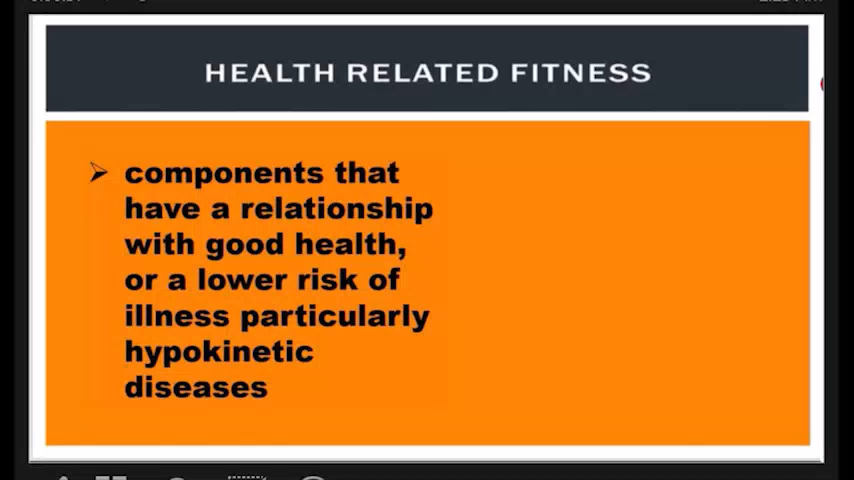 HEALTH RELATED FITNESS
components that
have a relationship
with good health,
or a lower risk of
illness particularly
hypokinetic
diseases